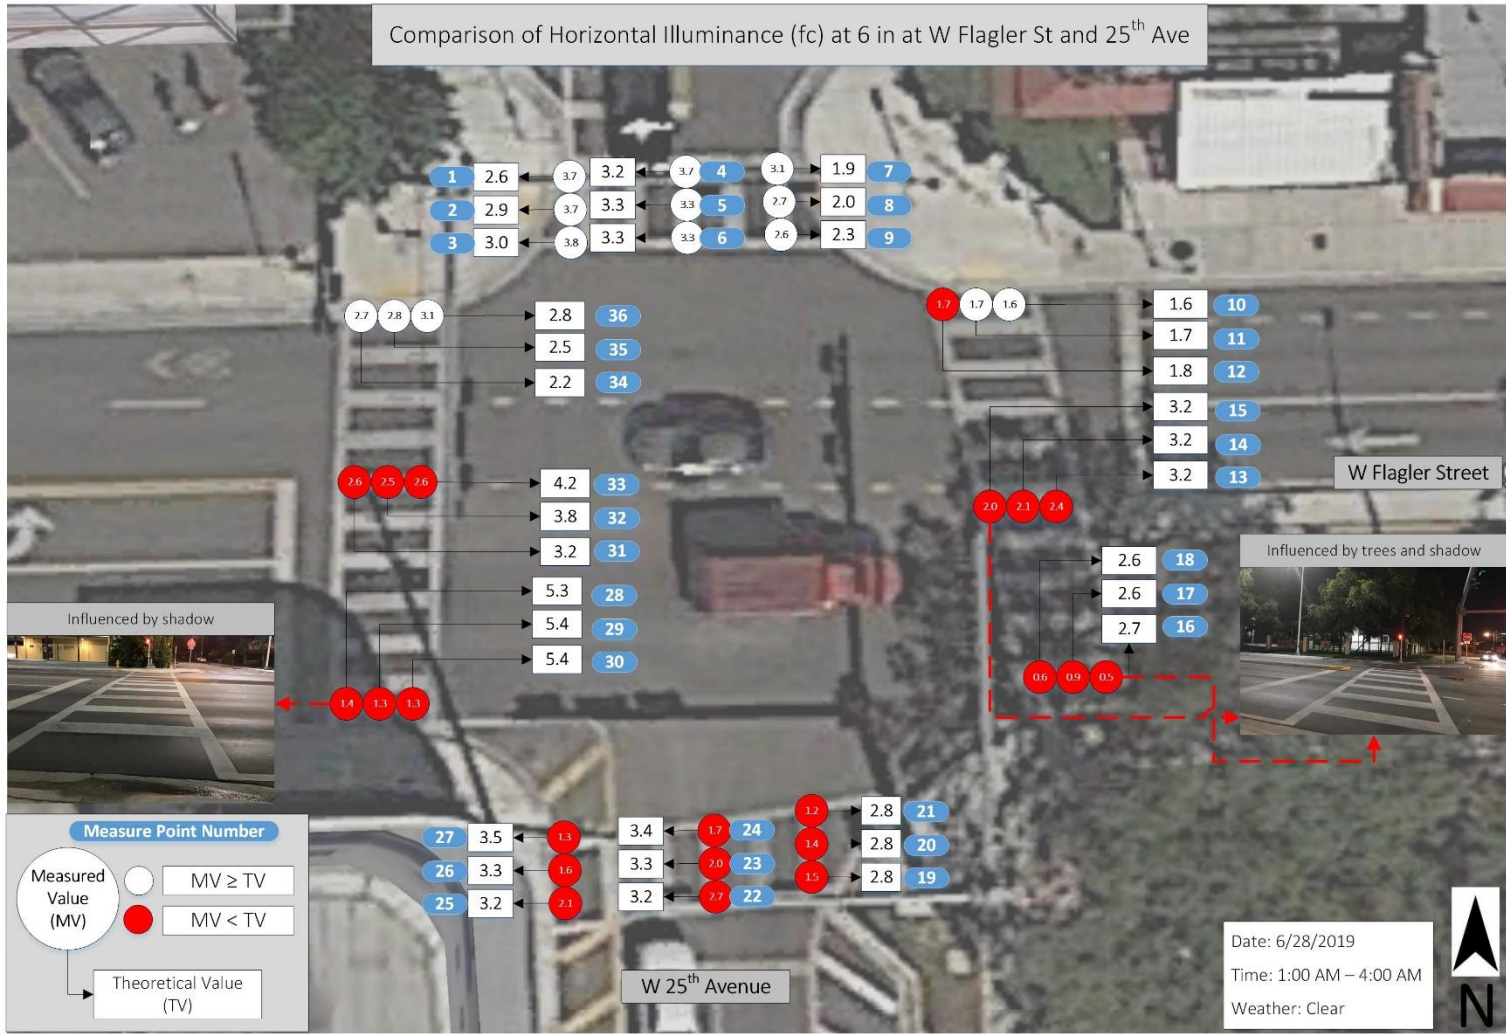 Comparison of Horizontal Illuminance (fc) at 6 in at W Flagler St and 25th Ave
1 2.6 3.7 3.2 3.7 4 3.1 1.9 7
2 2.9 3.7 3.3 3.3 5 2.7 2.0 8
3 3.0 3.8 3.3 3.3 6 2.6 2.3 9
2.7 2.8 3.1 2.8 36
2.5 35
2.2 34
1.7 1.7 1.6 1.6 10
1.7 11
1.8 12
3.2 15
3.2 14
3.2 13
W Flagler Street
2.6 2.5 2.6 4.2 33
3.8 32
3.2 31
2.0 2.1 2.4
5.3 28
5.4 29
5.4 30
2.6 18
2.6 17
2.7 16
Influenced by trees and shadow
Influenced by shadow
1.4 1.3 1.3
0.6 0.9 0.5
27 3.5 1.3 3.4 1.7 24 1.2 2.8 21
26 3.3 1.6 3.3 2.0 23 1.4 2.8 20
25 3.2 2.1 3.2 2.7 22 1.5 2.8 19
Measure Point Number
Measured
Value
(MV)
MV ≥ TV
MV < TV
Theoretical Value
(TV)
W 25th Avenue
Date: 6/28/2019
Time: 1:00 AM – 4:00 AM
Weather: Clear
N